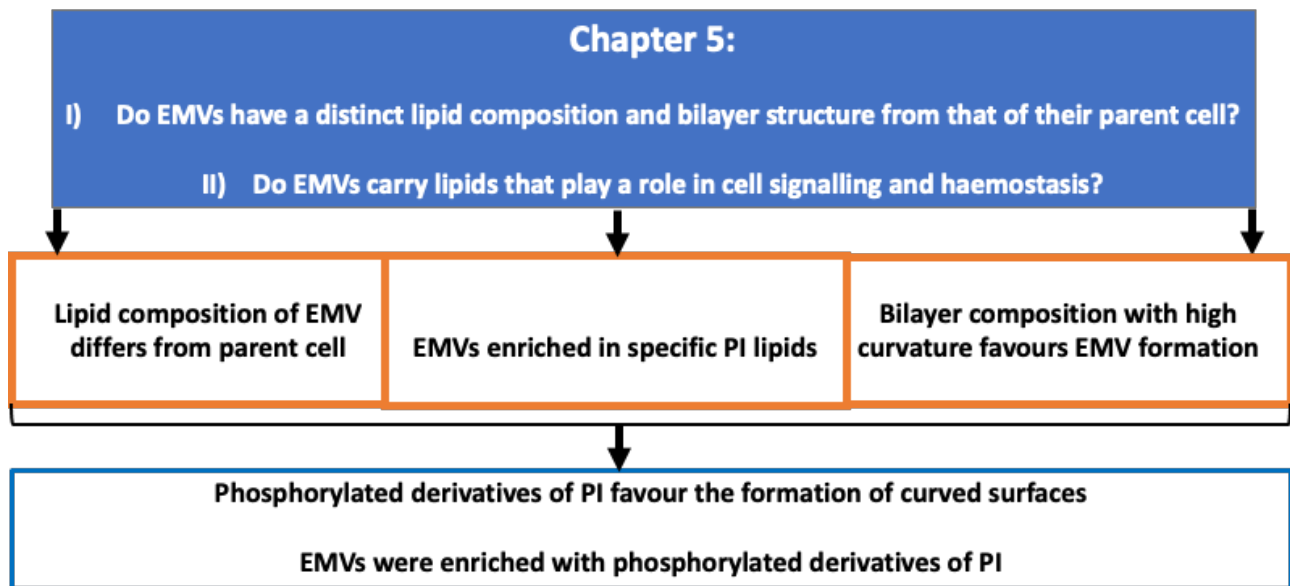 Chapter 5:
I) Do EMVs have a distinct lipid composition and bilayer structure from that of their parent cell?
II) Do EMVs carry lipids that play a role in cell signalling and haemostasis?
Lipid composition of EMV
differs from parent cell
EMVs enriched in specific PI lipids
Bilayer composition with high
curvature favours EMV formation
Phosphorylated derivatives of PI favour the formation of curved surfaces
EMVs were enriched with phosphorylated derivatives of PI